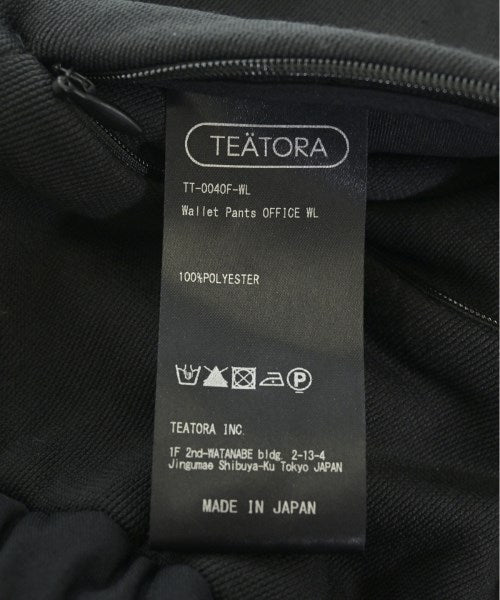 TEÄTORA
TT-0040F-WL
Wallet Pants OFFICE WL
100%POLYESTER
P
TEATORA INC.
1F 2nd-WATANABE bldg. 2-13-4
Jingumae Shibuya-Ku Tokyo JAPAN
MADE IN JAPAN